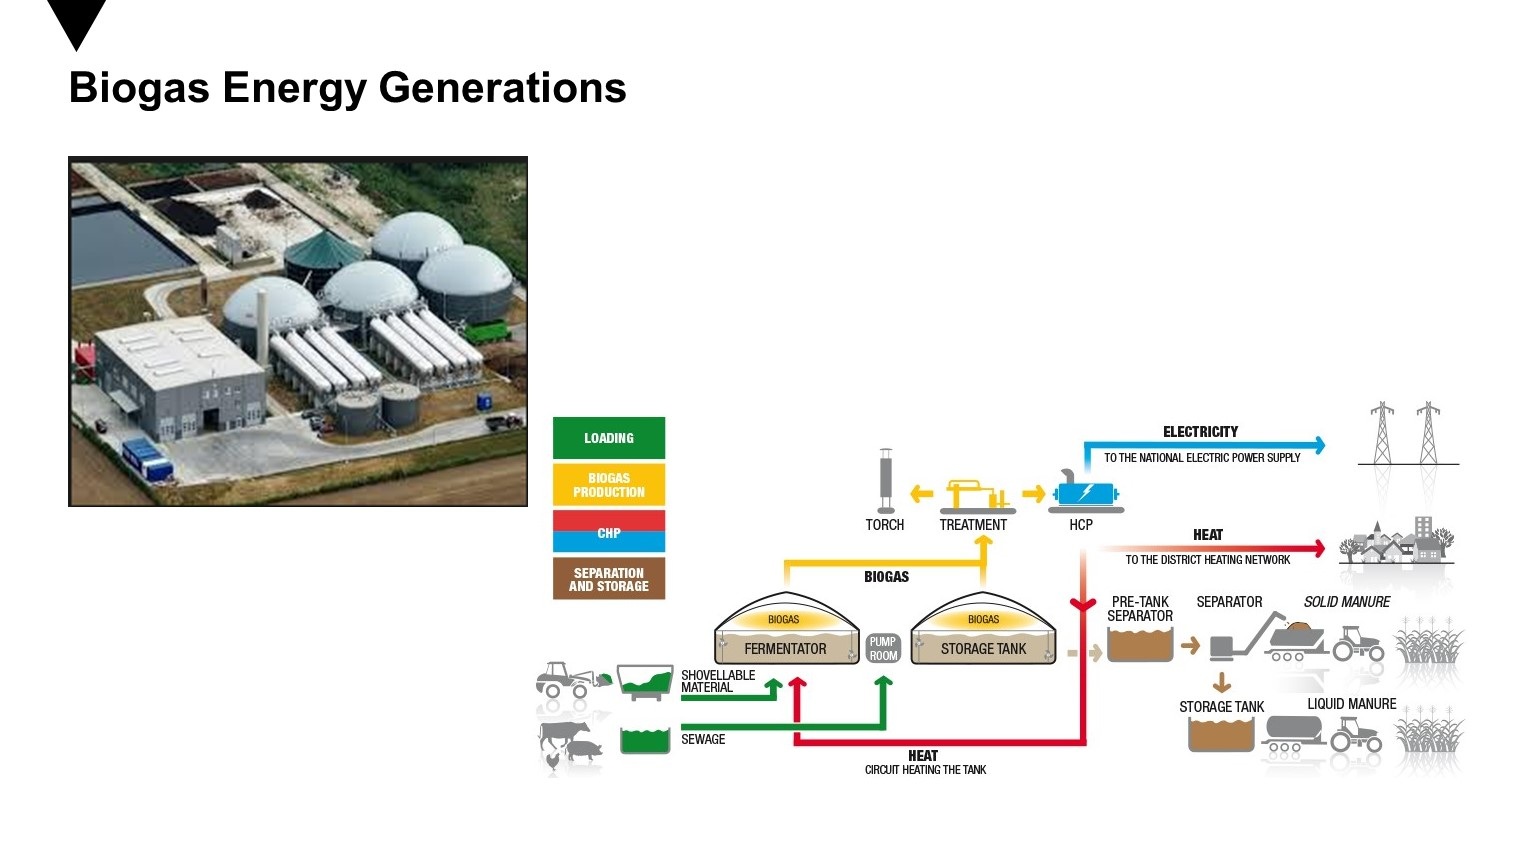 Biogas Energy Generations
LOADING
BIOGAS
PRODUCTION
CHP
SEPARATION
AND STORAGE
ELECTRICITY
TO THE NATIONAL ELECTRIC POWER SUPPLY
TORCH
TREATMENT
HCP
HEAT
TO THE DISTRICT HEATING NETWORK
BIOGAS
BIOGAS
FERMENTATOR
PUMP
ROOM
BIOGAS
STORAGE TANK
PRE-TANK
SEPARATOR
SEPARATOR
SOLID MANURE
SHOVELLABLE
MATERIAL
SEWAGE
STORAGE TANK
LIQUID MANURE
HEAT
CIRCUIT HEATING THE TANK